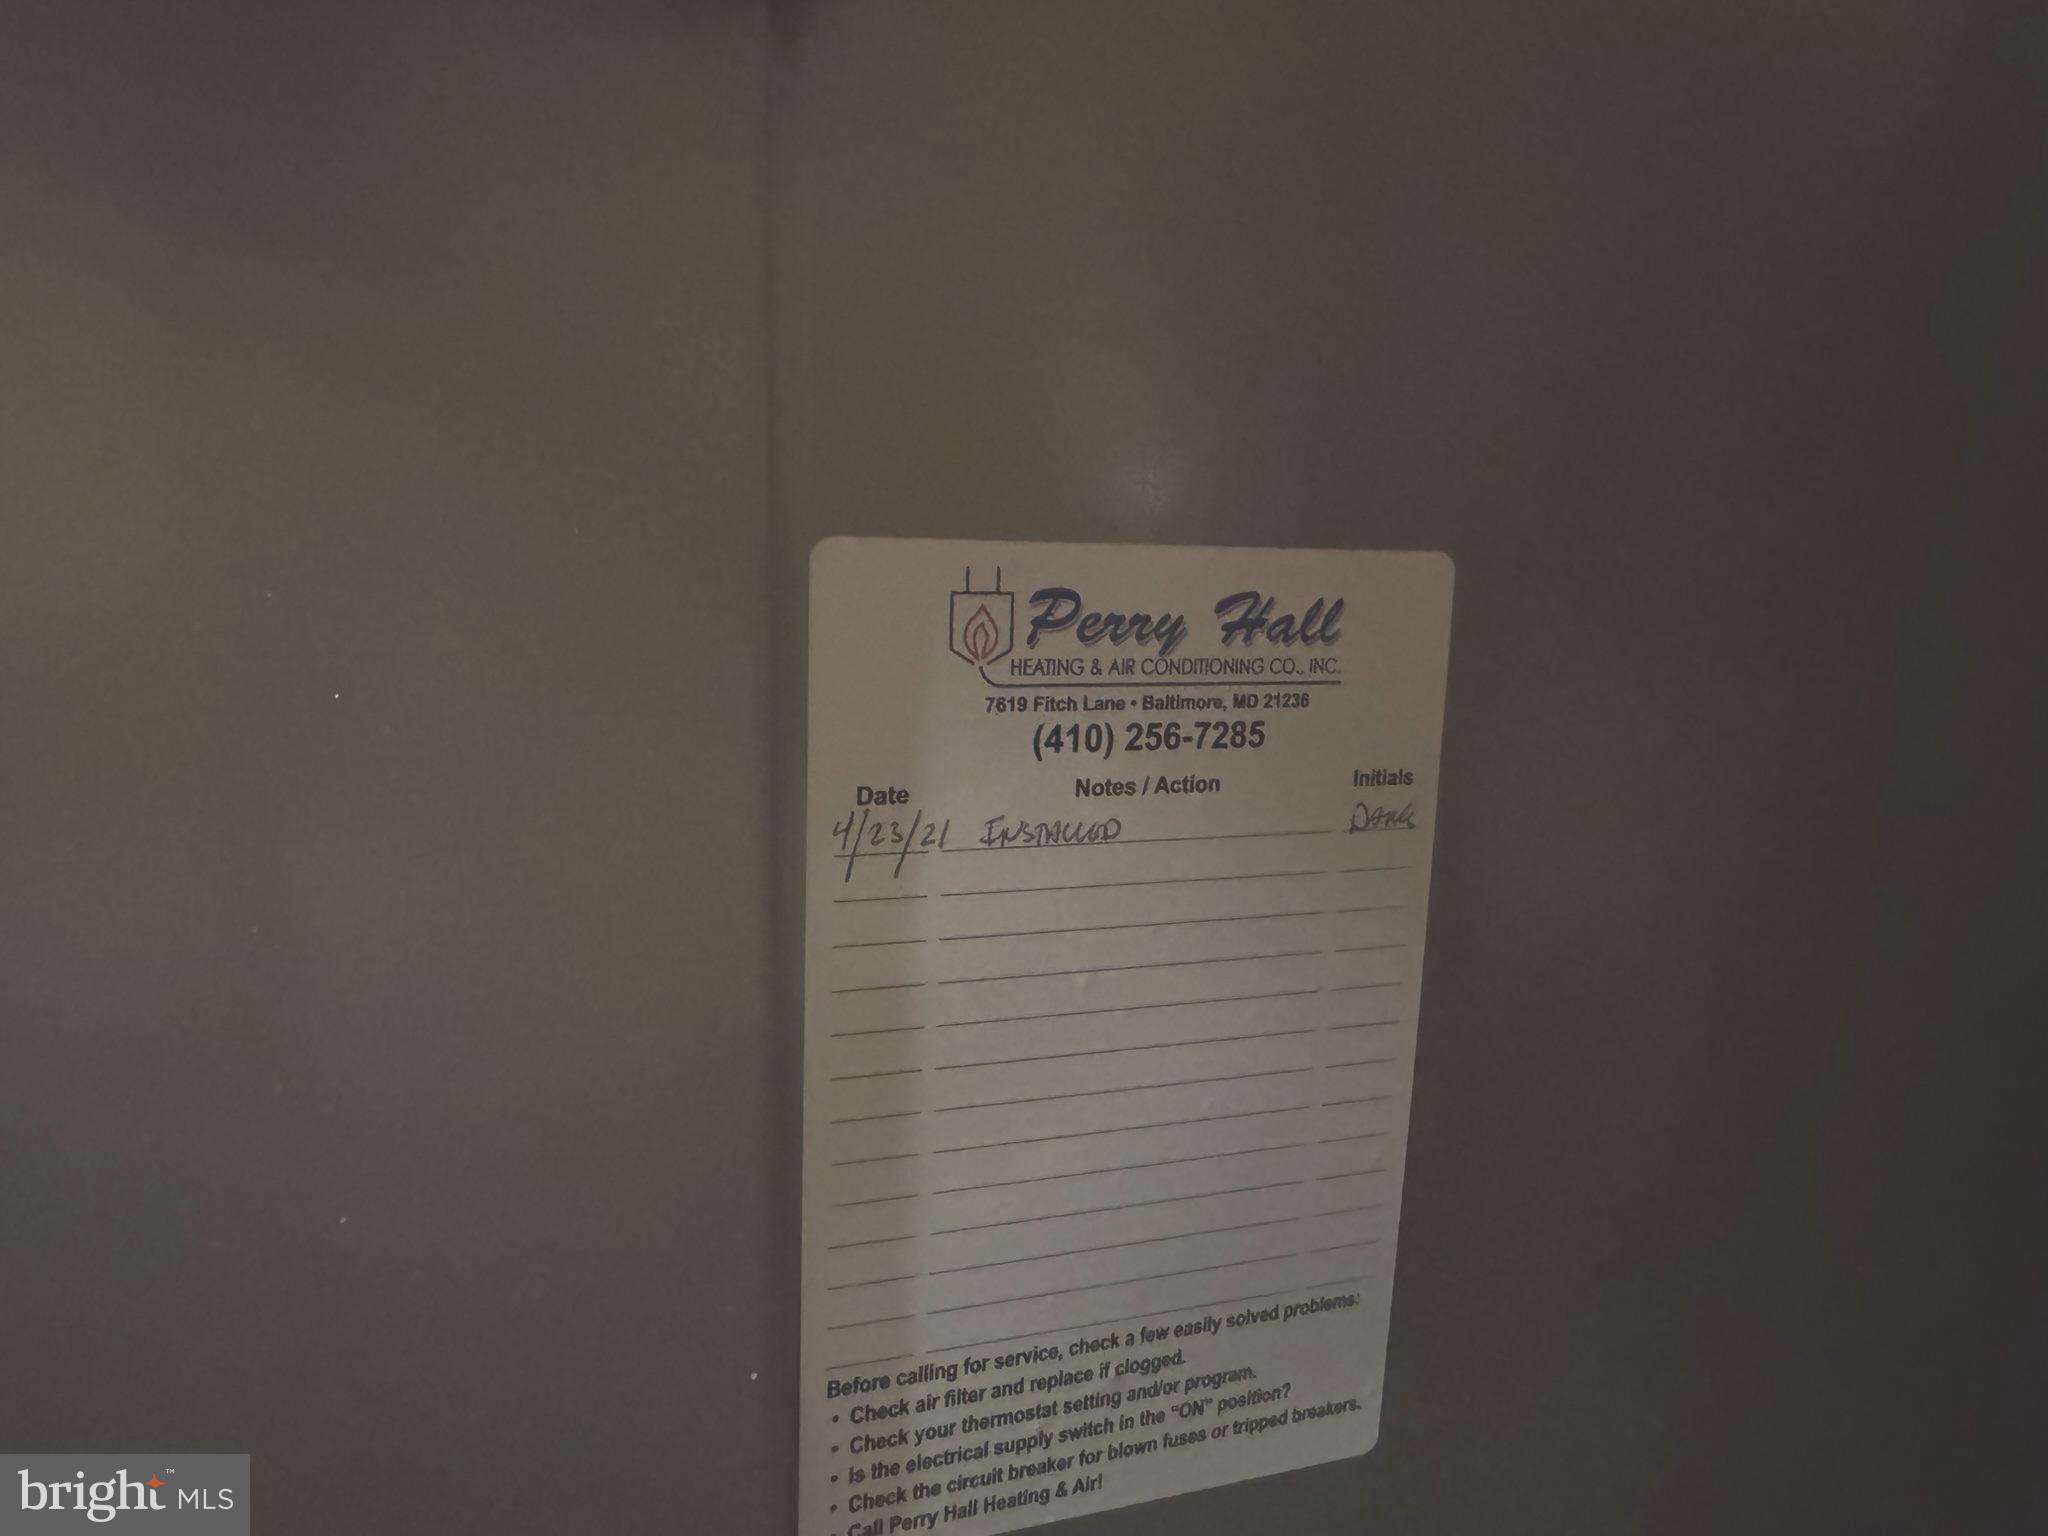 Perry Hall
HEATING & AIR CONDITIONING CO., INC.
7619 Fitch Lane • Baltimore, MD 21236
(410) 256-7285
Date Notes / Action Initials
4/23/21 INSTALLED
Before calling for service, check a few easily solved problems:
• Check air filter and replace if clogged.
• Check your thermostat setting and/or program.
• Is the electrical supply switch in the "ON" position?
• Check the circuit breaker for blown fuses or tripped breakers.
• Call Perry Hall Heating & Air!
bright™ MLS